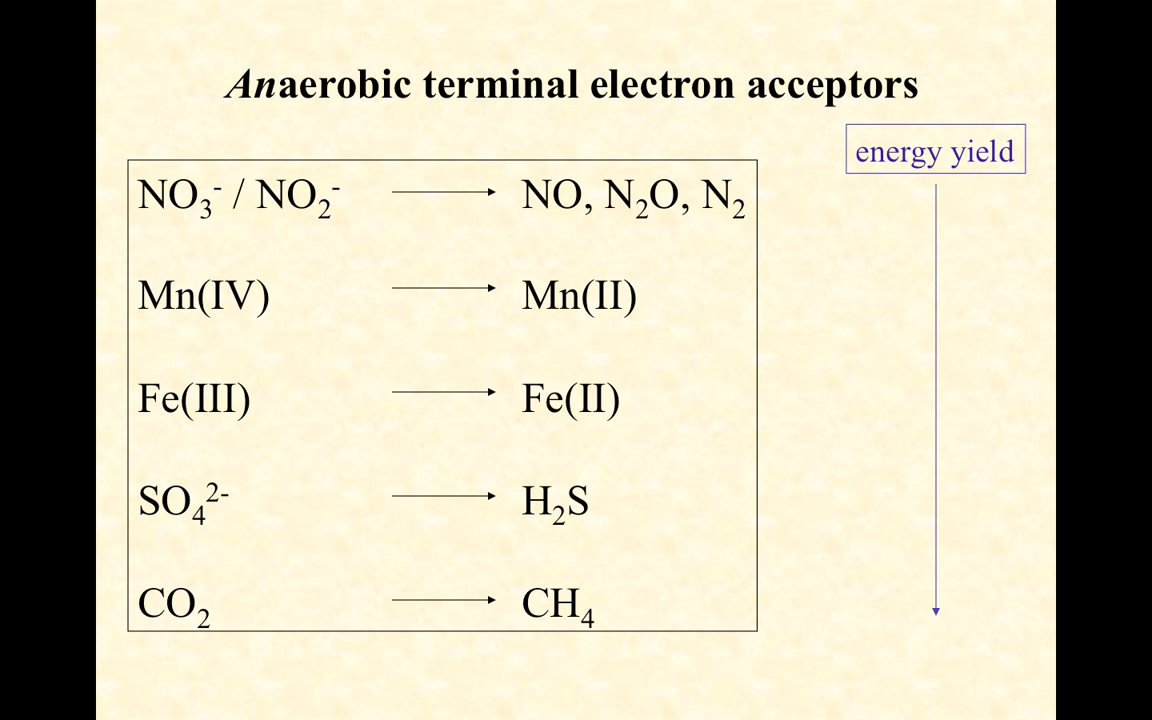 Anaerobic terminal electron acceptors
energy yield
NO₃⁻ / NO₂⁻ → NO, N₂O, N₂
Mn(IV) → Mn(II)
Fe(III) → Fe(II)
SO₄²⁻ → H₂S
CO₂ → CH₄